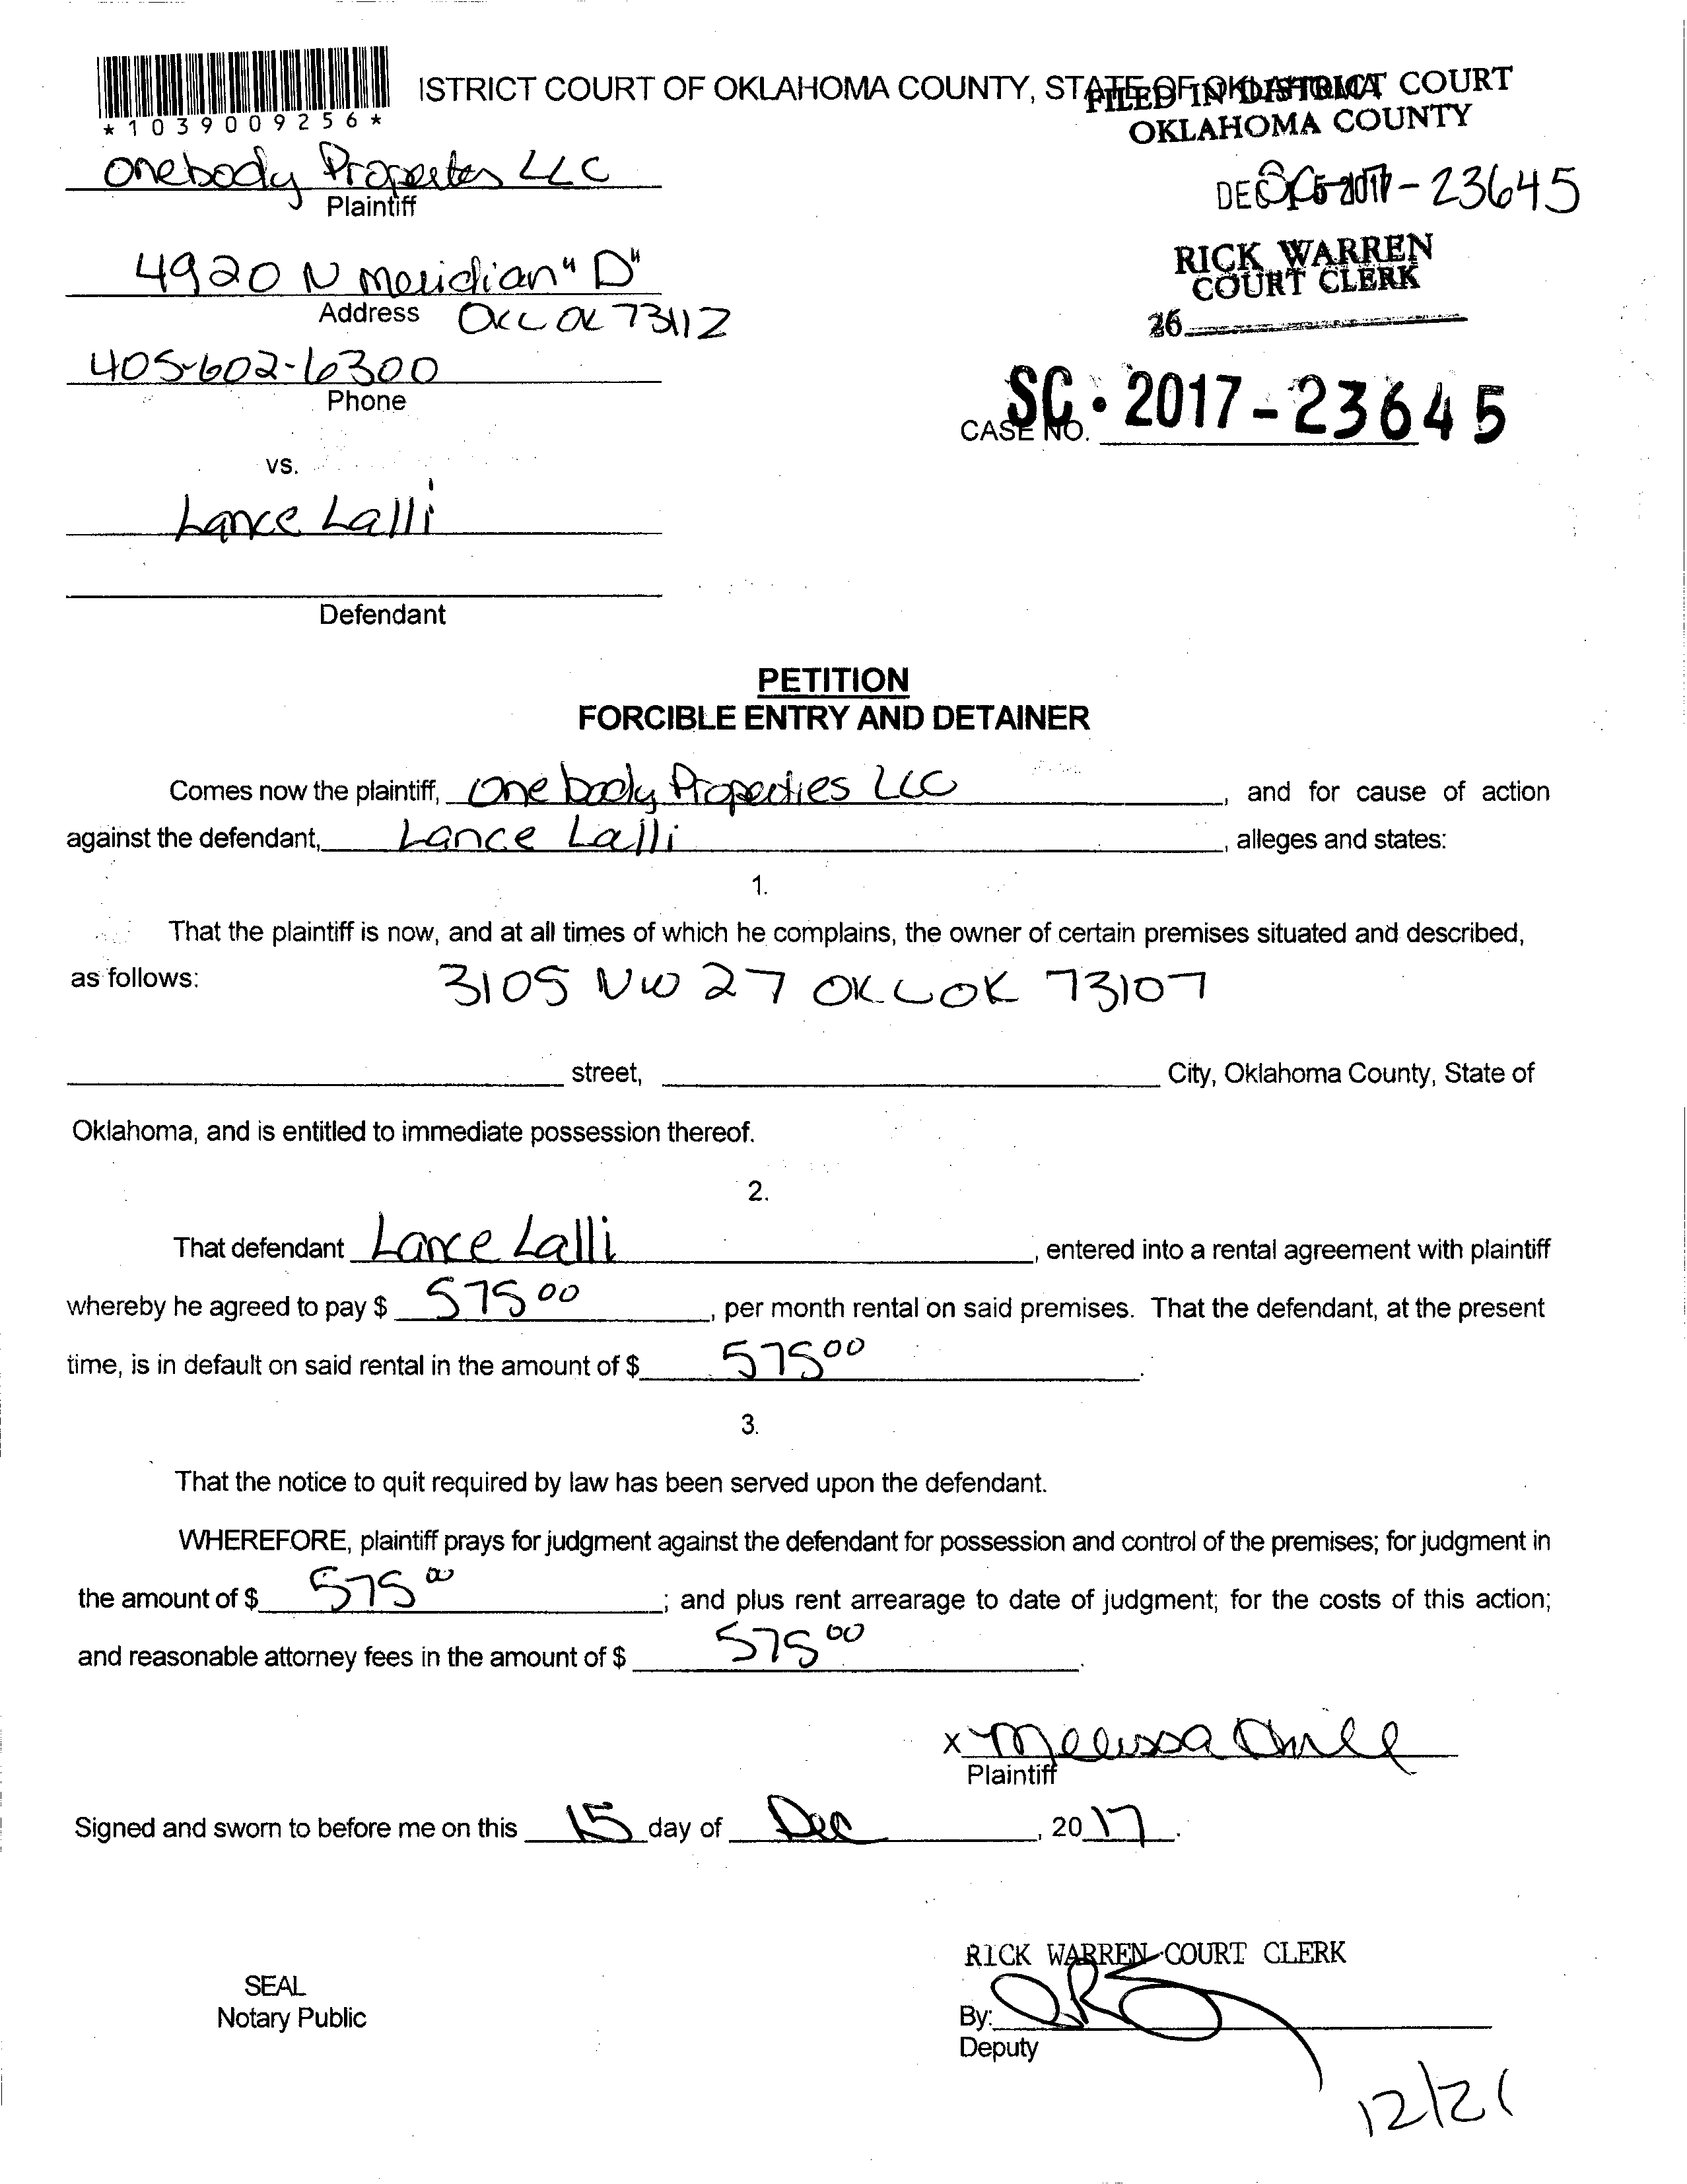 ISTRICT COURT OF OKLAHOMA COUNTY, STATE OF OKLAHOMA
FILED IN DISTRICT COURT
OKLAHOMA COUNTY
*1039009256*
Onebody Properties LLC
Plaintiff
DEC 15 2017
SC-2017-23645
4920 N Meridian "D"
Address OKC OK 73112
RICK WARREN
COURT CLERK
26
405-602-6300
Phone
CASE NO. SC-2017-23645
vs.
Lance Lalli
Defendant
PETITION
FORCIBLE ENTRY AND DETAINER
Comes now the plaintiff, One body Properties LLC, and for cause of action
against the defendant, Lance Lalli, alleges and states:
1.
That the plaintiff is now, and at all times of which he complains, the owner of certain premises situated and described,
as follows: 3105 NW 27 OKC OK 73107
street, City, Oklahoma County, State of
Oklahoma, and is entitled to immediate possession thereof.
2.
That defendant Lance Lalli, entered into a rental agreement with plaintiff
whereby he agreed to pay $ 575 00, per month rental on said premises. That the defendant, at the present
time, is in default on said rental in the amount of $ 575 00.
3.
That the notice to quit required by law has been served upon the defendant.
WHEREFORE, plaintiff prays for judgment against the defendant for possession and control of the premises; for judgment in
the amount of $ 575 00; and plus rent arrearage to date of judgment; for the costs of this action;
and reasonable attorney fees in the amount of $ 575 00.
x Melissa
Plaintiff
Signed and sworn to before me on this 15 day of Dec, 2017.
RICK WARREN COURT CLERK
SEAL
Notary Public
By:
Deputy
12/21